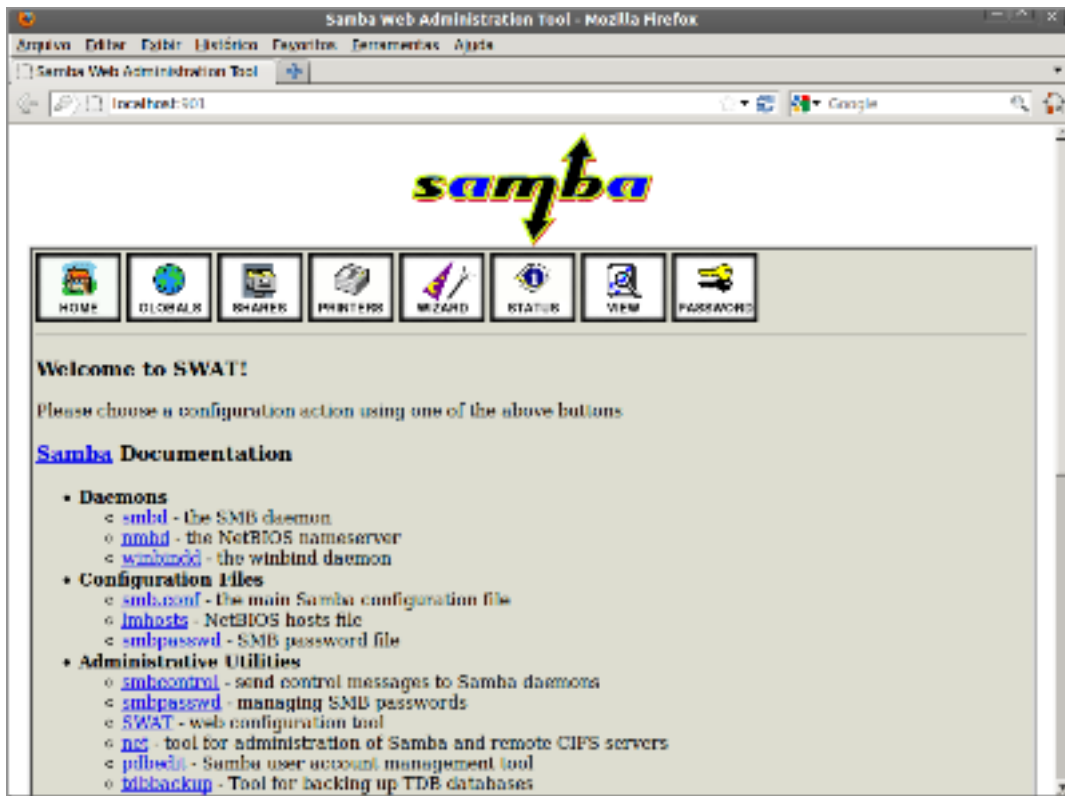 Samba Web Administration Tool - Mozilla Firefox
Arquivo Editar Exibir Histórico Favoritos Ferramentas Ajuda
Samba Web Administration Tool
localhost:901
Google
samba
HOME GLOBALS SHARES PRINTERS WIZARD STATUS VIEW PASSWORD
Welcome to SWAT!
Please choose a configuration action using one of the above buttons
Samba Documentation
• Daemons
◦ smbd - the SMB daemon
◦ nmbd - the NetBIOS nameserver
◦ winbindd - the winbind daemon
• Configuration Files
◦ smb.conf - the main Samba configuration file
◦ lmhosts - NetBIOS hosts file
◦ smbpasswd - SMB password file
• Administrative Utilities
◦ smbcontrol - send control messages to Samba daemons
◦ smbpasswd - managing SMB passwords
◦ SWAT - web configuration tool
◦ net - tool for administration of Samba and remote CIFS servers
◦ pdbedit - Samba user account management tool
◦ tdbbackup - Tool for backing up TDB databases